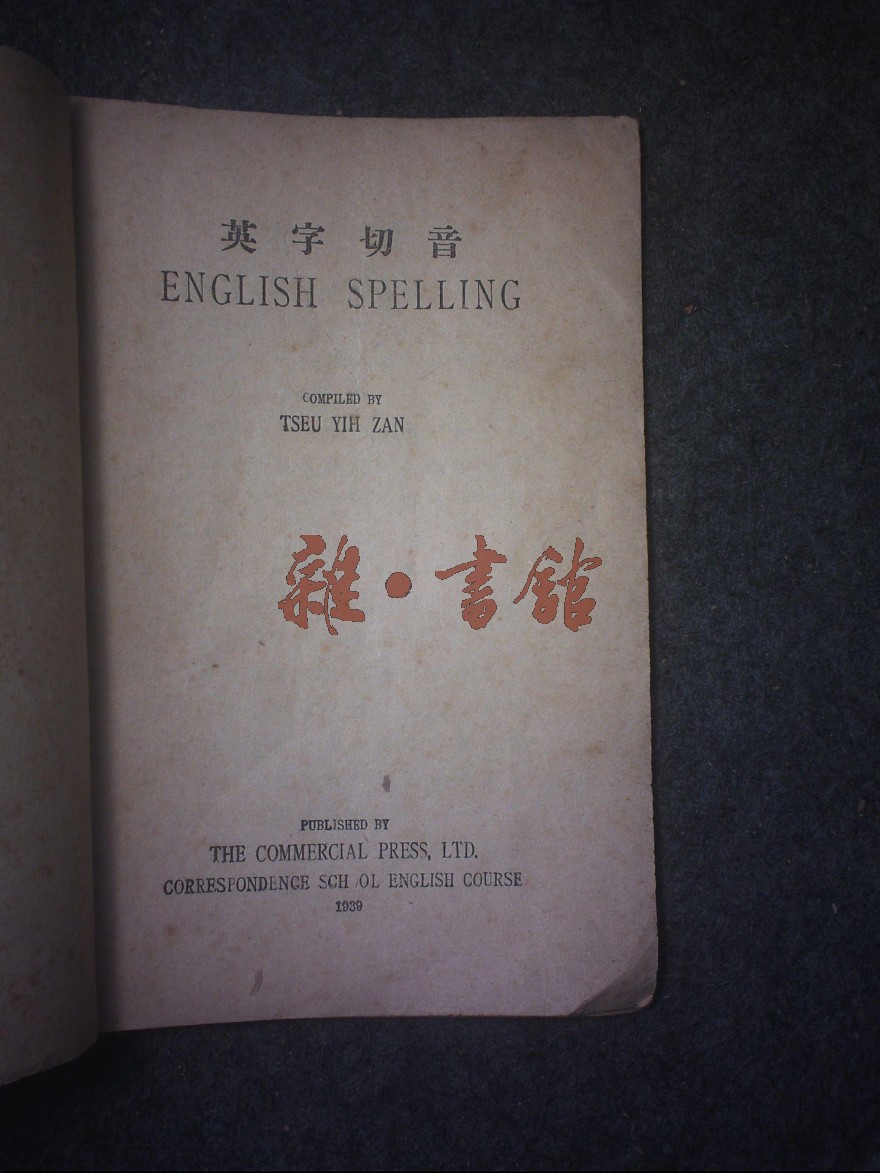 英字切音
ENGLISH SPELLING
COMPILED BY
TSEU YIH ZAN
雜·書館
PUBLISHED BY
THE COMMERCIAL PRESS, LTD.
CORRESPONDENCE SCH OL ENGLISH COURSE
1939